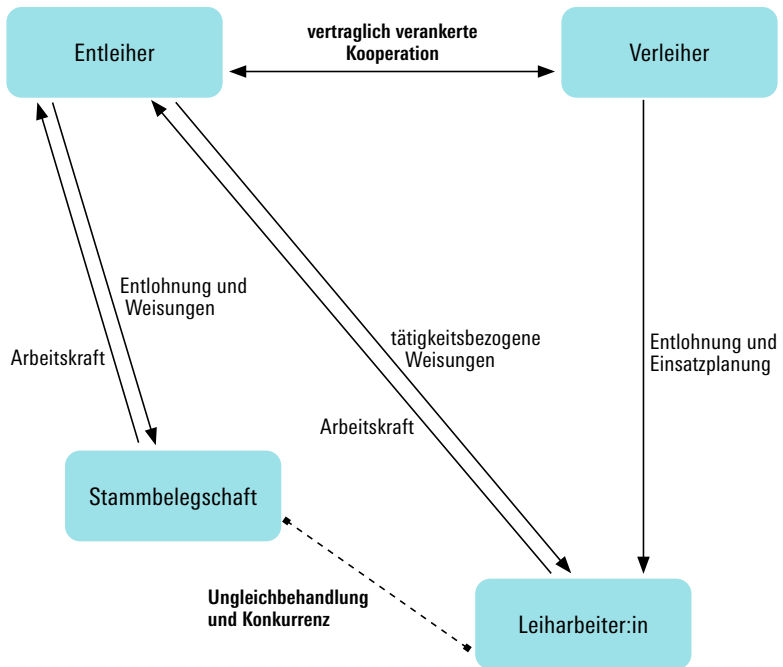 vertraglich verankerte
Kooperation
Entleiher
Verleiher
Entlohnung und
Weisungen
Arbeitskraft
tätigkeitsbezogene
Weisungen
Arbeitskraft
Entlohnung und
Einsatzplanung
Stammbelegschaft
Ungleichbehandlung
und Konkurrenz
Leiharbeiter:in